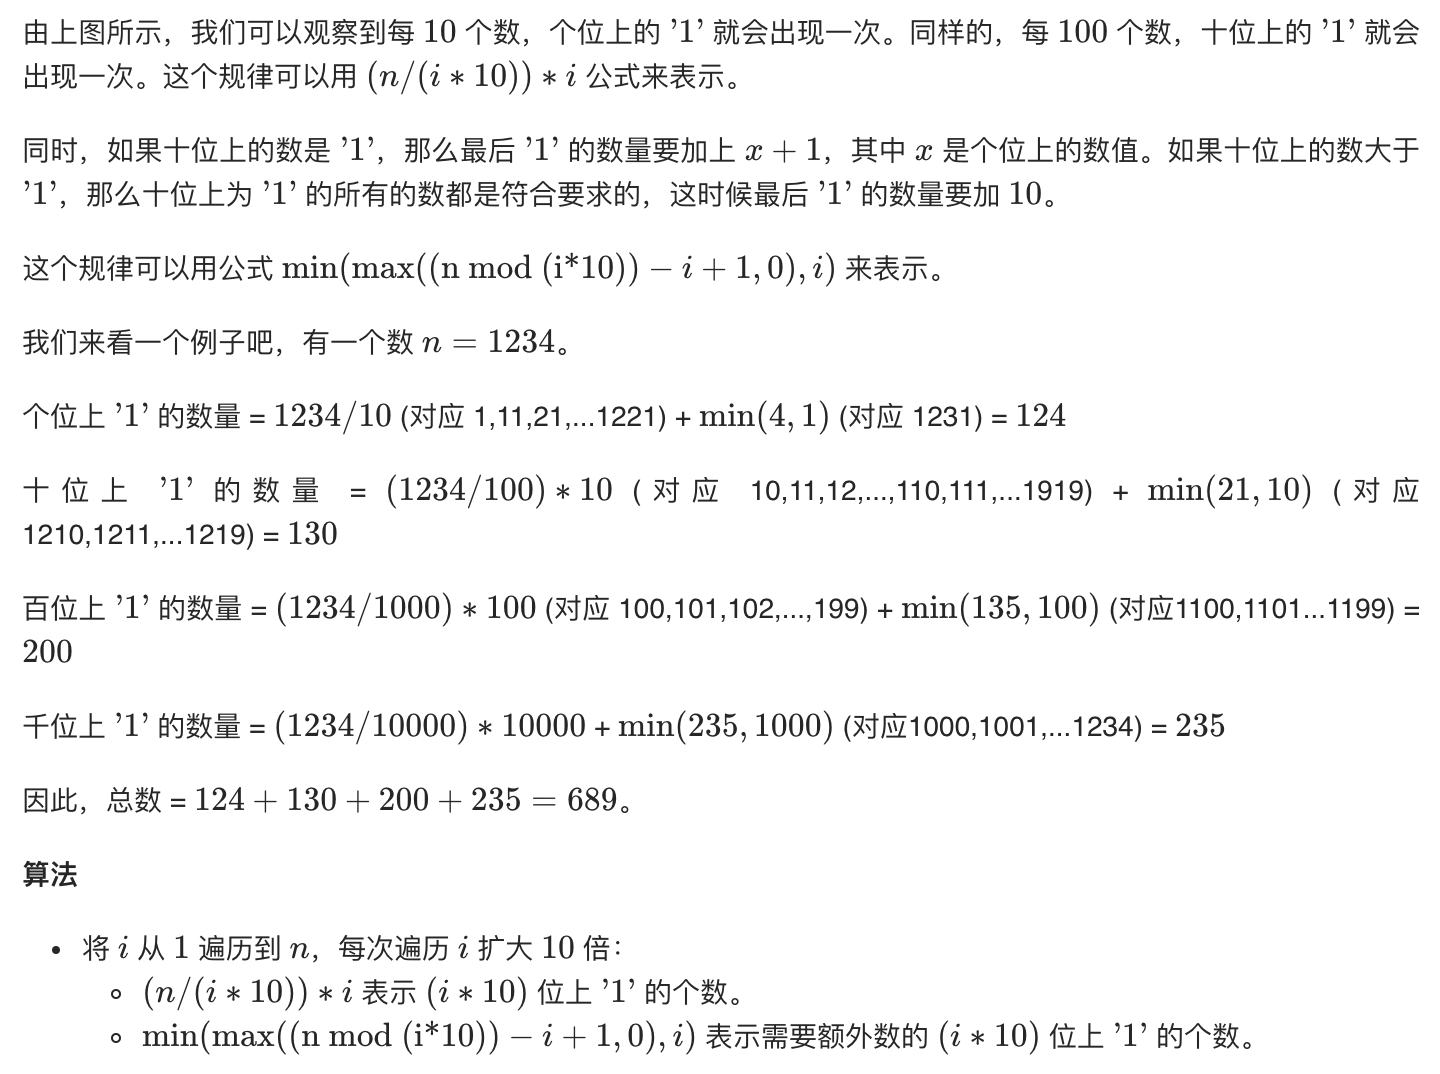 由上图所示，我们可以观察到每 10 个数，个位上的 ’1’ 就会出现一次。同样的，每 100 个数，十位上的 ’1’ 就会
出现一次。这个规律可以用 (n/(i ∗ 10)) ∗ i 公式来表示。
同时，如果十位上的数是 ’1’，那么最后 ’1’ 的数量要加上 x + 1，其中 x 是个位上的数值。如果十位上的数大于
’1’，那么十位上为 ’1’ 的所有的数都是符合要求的，这时候最后 ’1’ 的数量要加 10。
这个规律可以用公式 min(max((n mod (i*10)) − i + 1, 0), i) 来表示。
我们来看一个例子吧，有一个数 n = 1234。
个位上 ’1’ 的数量 = 1234/10 (对应 1,11,21,...1221) + min(4, 1) (对应 1231) = 124
十位上 ’1’ 的数量 = (1234/100) ∗ 10 (对应 10,11,12,...,110,111,...1919) + min(21, 10) (对应
1210,1211,...1219) = 130
百位上 ’1’ 的数量 = (1234/1000) ∗ 100 (对应 100,101,102,...,199) + min(135, 100) (对应1100,1101...1199) =
200
千位上 ’1’ 的数量 = (1234/10000) ∗ 10000 + min(235, 1000) (对应1000,1001,...1234) = 235
因此，总数 = 124 + 130 + 200 + 235 = 689。
算法
• 将 i 从 1 遍历到 n，每次遍历 i 扩大 10 倍：
◦ (n/(i ∗ 10)) ∗ i 表示 (i ∗ 10) 位上 ’1’ 的个数。
◦ min(max((n mod (i*10)) − i + 1, 0), i) 表示需要额外数的 (i ∗ 10) 位上 ’1’ 的个数。